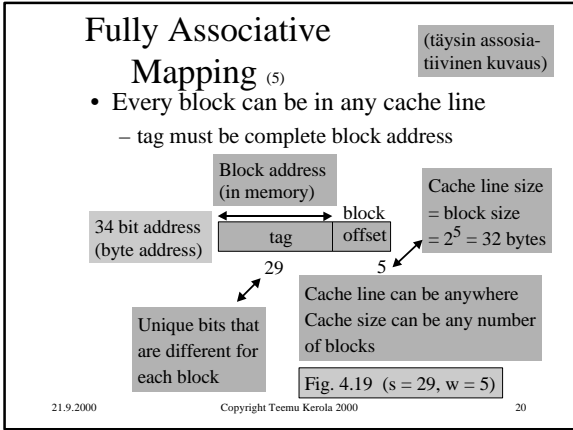 Fully Associative
Mapping (5)
(täysin assosia-
tiivinen kuvaus)
• Every block can be in any cache line
– tag must be complete block address
Block address
(in memory)
Cache line size
= block size
= 2^5 = 32 bytes
34 bit address
(byte address)
tag
block
offset
29
5
Unique bits that
are different for
each block
Cache line can be anywhere
Cache size can be any number
of blocks
Fig. 4.19 (s = 29, w = 5)
21.9.2000
Copyright Teemu Kerola 2000
20